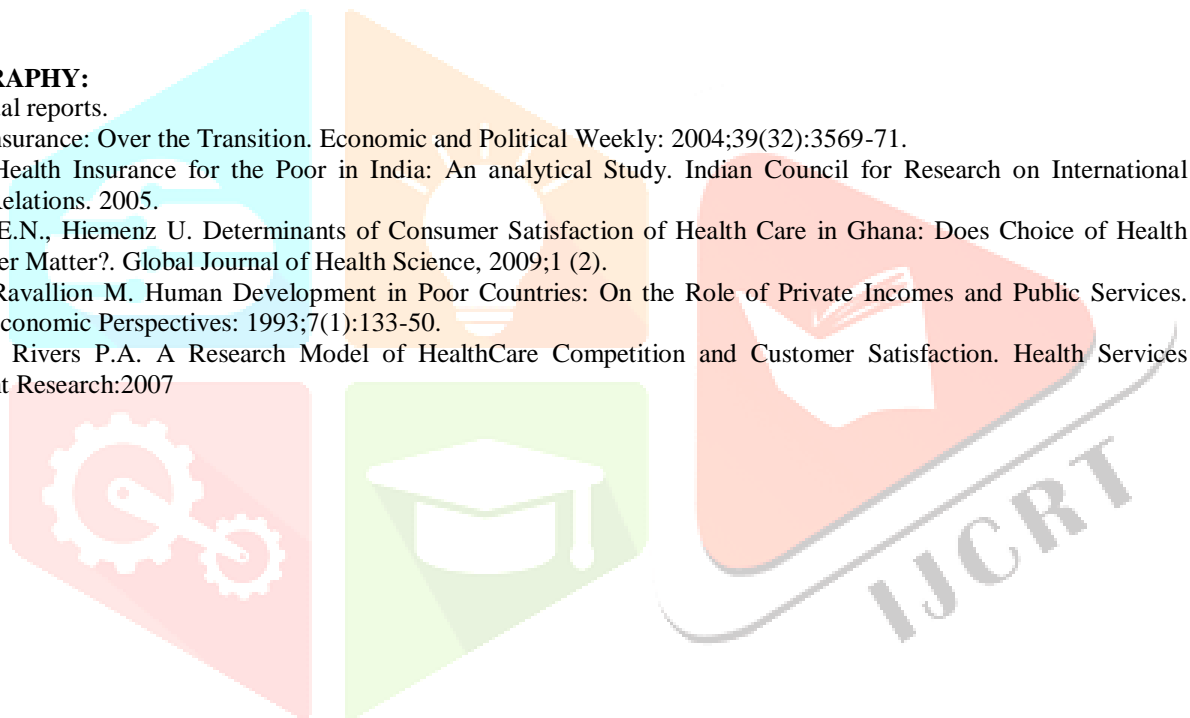 RAPHY:
al reports.
nsurance: Over the Transition. Economic and Political Weekly: 2004;39(32):3569-71.
Health Insurance for the Poor in India: An analytical Study. Indian Council for Research on International
elations. 2005.
E.N., Hiemenz U. Determinants of Consumer Satisfaction of Health Care in Ghana: Does Choice of Health
er Matter?. Global Journal of Health Science, 2009;1 (2).
Ravallion M. Human Development in Poor Countries: On the Role of Private Incomes and Public Services.
conomic Perspectives: 1993;7(1):133-50.
Rivers P.A. A Research Model of HealthCare Competition and Customer Satisfaction. Health Services
t Research:2007
IJCRT